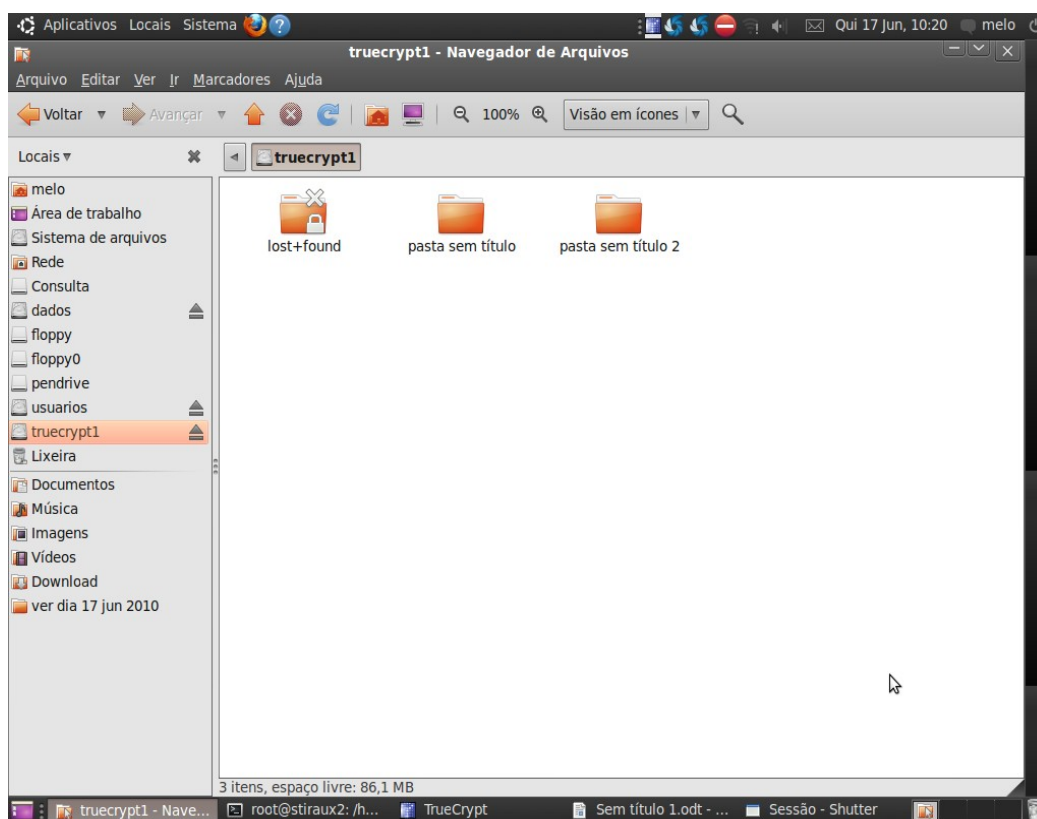 Aplicativos Locais Sistema Qui 17 Jun, 10:20 melo
truecrypt1 - Navegador de Arquivos
Arquivo Editar Ver Ir Marcadores Ajuda
Voltar Avançar 100% Visão em ícones
Locais truecrypt1
melo
Área de trabalho
Sistema de arquivos
Rede
Consulta
dados
floppy
floppy0
pendrive
usuarios
truecrypt1
Lixeira
Documentos
Música
Imagens
Vídeos
Download
ver dia 17 jun 2010
lost+found pasta sem título pasta sem título 2
3 itens, espaço livre: 86,1 MB
truecrypt1 - Nave... root@stiraux2: /h... TrueCrypt Sem título 1.odt - ... Sessão - Shutter